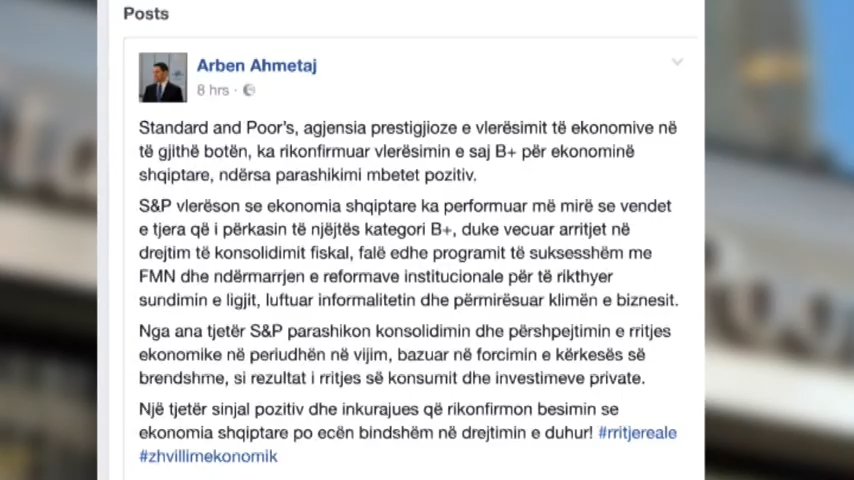 Posts
Arben Ahmetaj
8 hrs ·
Standard and Poor's, agjensia prestigjioze e vlerësimit të ekonomive në
të gjithë botën, ka rikonfirmuar vlerësimin e saj B+ për ekonominë
shqiptare, ndërsa parashikimi mbetet pozitiv.
S&P vlerëson se ekonomia shqiptare ka performuar më mirë se vendet
e tjera që i përkasin të njëjtës kategori B+, duke vecuar arritjet në
drejtim të konsolidimit fiskal, falë edhe programit të suksesshëm me
FMN dhe ndërmarrjen e reformave institucionale për të rikthyer
sundimin e ligjit, luftuar informalitetin dhe përmirësuar klimën e biznesit.
Nga ana tjetër S&P parashikon konsolidimin dhe përshpejtimin e rritjes
ekonomike në periudhën në vijim, bazuar në forcimin e kërkesës së
brendshme, si rezultat i rritjes së konsumit dhe investimeve private.
Një tjetër sinjal pozitiv dhe inkurajues që rikonfirmon besimin se
ekonomia shqiptare po ecën bindshëm në drejtimin e duhur! #rritjereale
#zhvillimekonomik